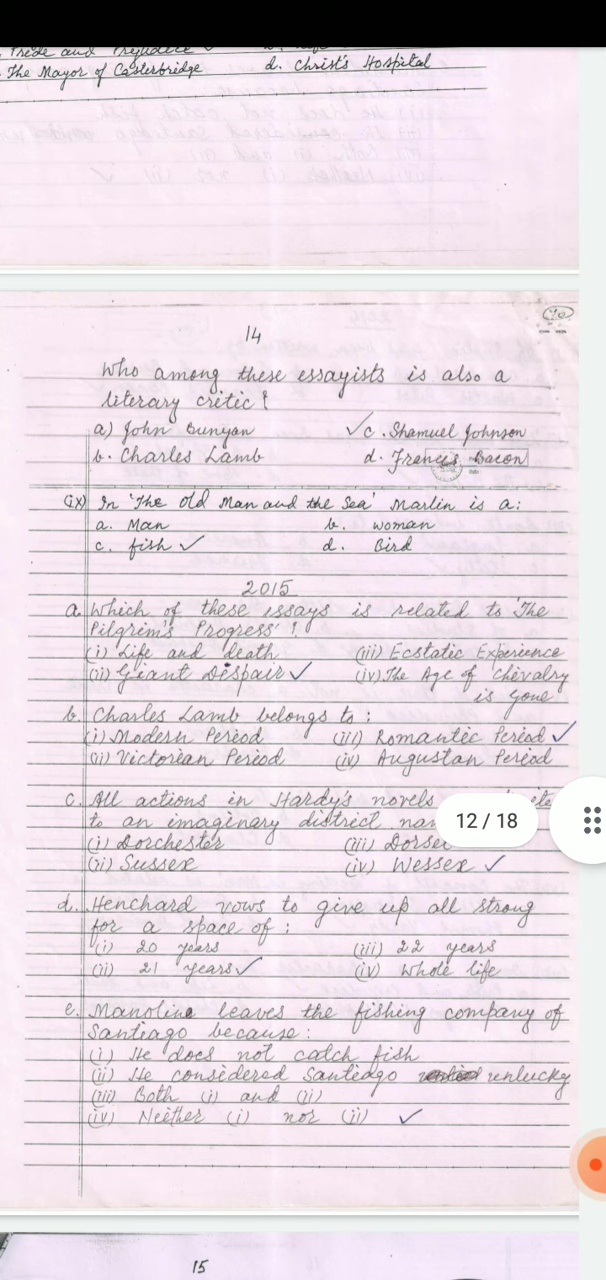 Pride and Prejudice ✓
The Mayor of Casterbridge d. Christ's Hospital
14
Who among these essayists is also a
literary critic?
a) John Bunyan ✓c. Shamuel Johnson
b. Charles Lamb d. Francis Bacon
(ix) In 'The Old Man and the Sea' Marlin is a:
a. Man b. woman
c. fish ✓ d. Bird
2015
a. Which of these essays is related to 'The
Pilgrim's Progress'?
(i) Life and death (iii) Ecstatic Experience
(ii) Giant Despair ✓ (iv) The Age of chivalry
is gone
b. Charles Lamb belongs to :
(i) Modern Period (iii) Romantic Period ✓
(ii) Victorian Period (iv) Augustan Period
c. All actions in Hardy's novels
to an imaginary district
12 / 18
(i) Dorchester (iii)
(ii) Sussex (iv) Wessex ✓
d. Henchard vows to give up all strong
for a space of :
(i) 20 years (iii) 22 years
(ii) 21 years ✓ (iv) whole life
e. Manoline leaves the fishing company of
Santiago because :
(i) He does not catch fish
(ii) He considered Santiago unlucky
(iii) Both (i) and (ii)
(iv) Neither (i) nor (ii) ✓
15